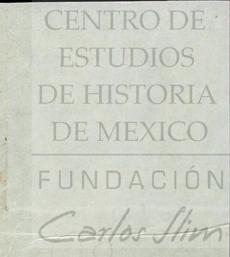 CENTRO DE
ESTUDIOS
DE HISTORIA
DE MEXICO
FUNDACIÓN
Carlos Slim